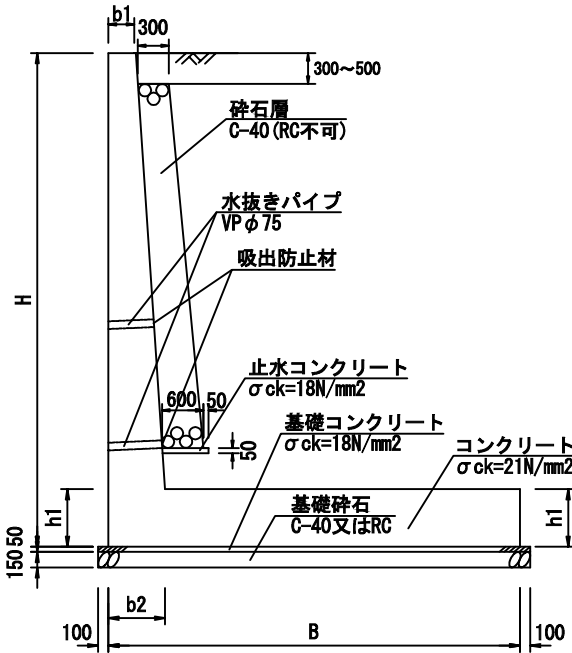 b1
300
300～500
砕石層
C-40(RC不可)
水抜きパイプ
VPφ75
吸出防止材
H
止水コンクリート
σck=18N/mm2
600
50
50
基礎コンクリート
σck=18N/mm2
コンクリート
σck=21N/mm2
h1
基礎砕石
C-40又はRC
h1
50
150
b2
100
B
100